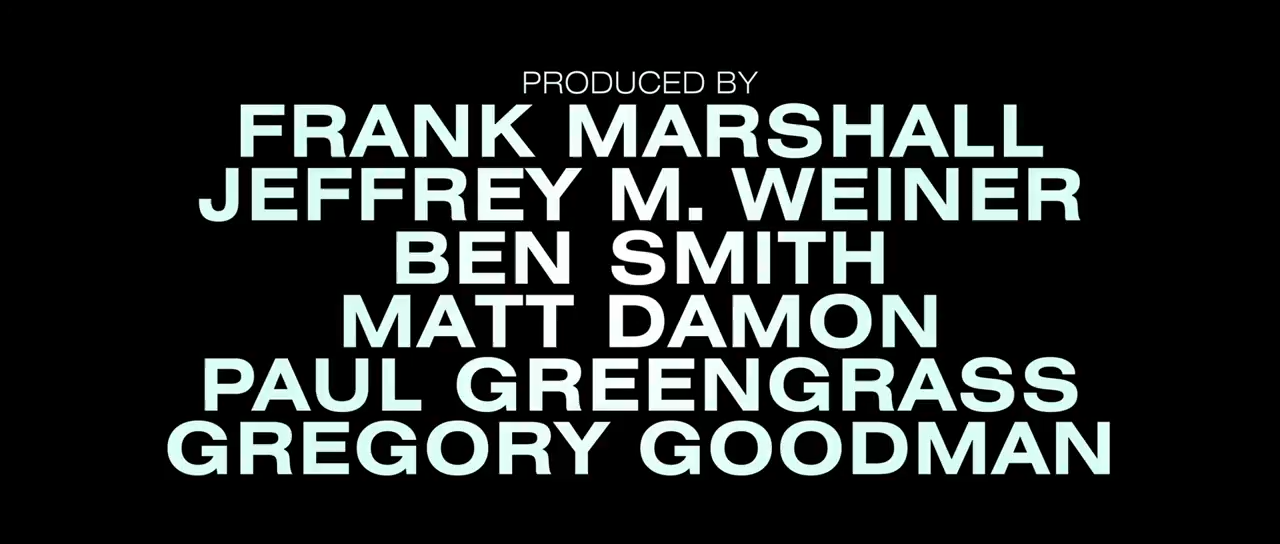 PRODUCED BY
FRANK MARSHALL
JEFFREY M. WEINER
BEN SMITH
MATT DAMON
PAUL GREENGRASS
GREGORY GOODMAN